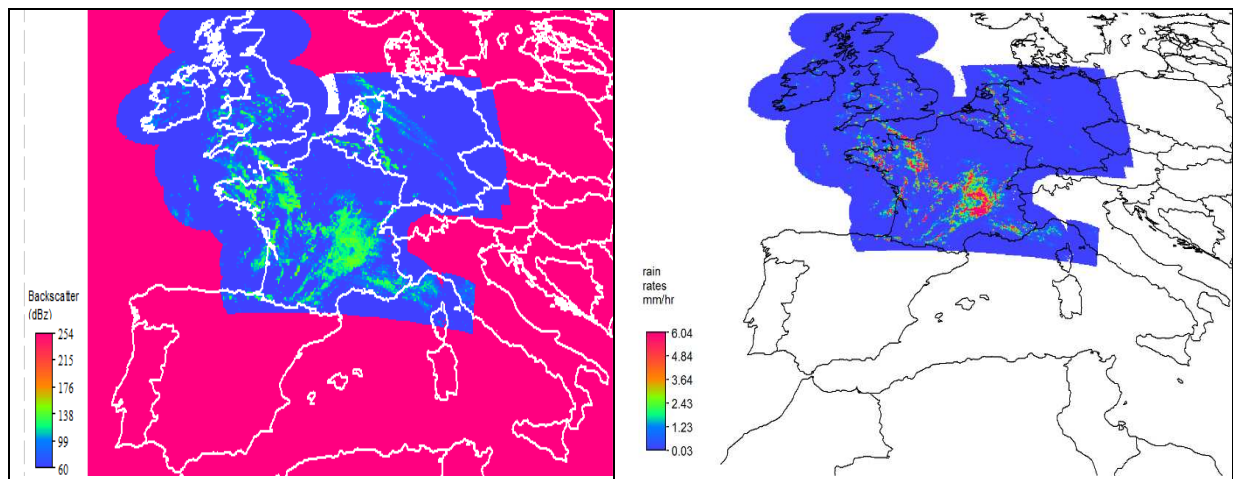 Backscatter
(dBz)
254
215
176
138
99
60
rain
rates
mm/hr
6.04
4.84
3.64
2.43
1.23
0.03